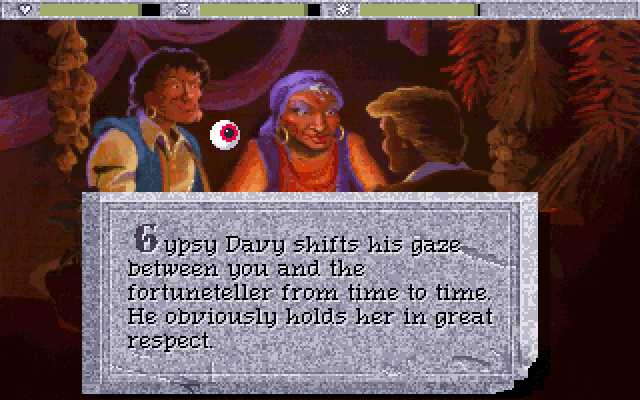 Gypsy Davy shifts his gaze
between you and the
fortuneteller from time to time.
He obviously holds her in great
respect.